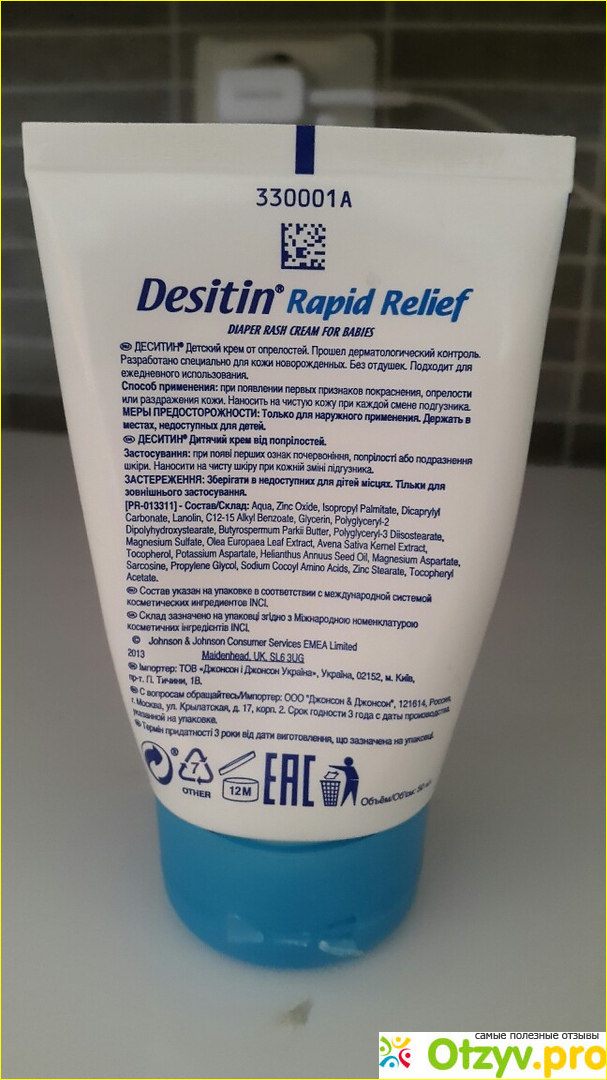 330001A
Desitin® Rapid Relief
DIAPER RASH CREAM FOR BABIES
ДЕСИТИН® Детский крем от опрелостей. Прошел дерматологический контроль.
Разработано специально для кожи новорожденных. Без отдушек. Подходит для
ежедневного использования.
Способ применения: при появлении первых признаков покраснения, опрелости
или раздражения кожи. Наносить на чистую кожу при каждой смене подгузника.
МЕРЫ ПРЕДОСТОРОЖНОСТИ: Только для наружного применения. Держать в
местах, недоступных для детей.
ДЕСИТИН® Дитячий крем від попрілостей.
Застосування: при появі перших ознак почервоніння, попрілості або подразнення
шкіри. Наносити на чисту шкіру при кожній зміні підгузника.
ЗАСТЕРЕЖЕННЯ: Зберігати в недоступних для дітей місцях. Тільки для
зовнішнього застосування.
[PR-013311] - Состав/Склад: Aqua, Zinc Oxide, Isopropyl Palmitate, Dicaprylyl
Carbonate, Lanolin, C12-15 Alkyl Benzoate, Glycerin, Polyglyceryl-2
Dipolyhydroxystearate, Butyrospermum Parkii Butter, Polyglyceryl-3 Diisostearate,
Magnesium Sulfate, Olea Europaea Leaf Extract, Avena Sativa Kernel Extract,
Tocopherol, Potassium Aspartate, Helianthus Annuus Seed Oil, Magnesium Aspartate,
Sarcosine, Propylene Glycol, Sodium Cocoyl Amino Acids, Zinc Stearate, Tocopheryl
Acetate.
Состав указан на упаковке в соответствии с международной системой
косметических ингредиентов INCI.
Склад зазначено на упаковці згідно з Міжнародною номенклатурою
косметичних інгредієнтів INCI.
© Johnson & Johnson Consumer Services EMEA Limited
2013 Maidenhead, UK, SL6 3UG
Імпортер: ТОВ «Джонсон і Джонсон Україна», Україна, 02152, м. Київ,
пр-т. П. Тичини, 1В.
С вопросам обращайтесь/Импортер: ООО "Джонсон & Джонсон", 121614, Россия,
г. Москва, ул. Крылатская, д. 17, корп. 2. Срок годности 3 года с даты производства,
указанной на упаковке.
Термін придатності 3 роки від дати виготовлення, що зазначена на упаковці.
7
OTHER
12M
EAC
Объём/Об'єм: 50 мл
самые полезные отзывы
Otzyv.pro